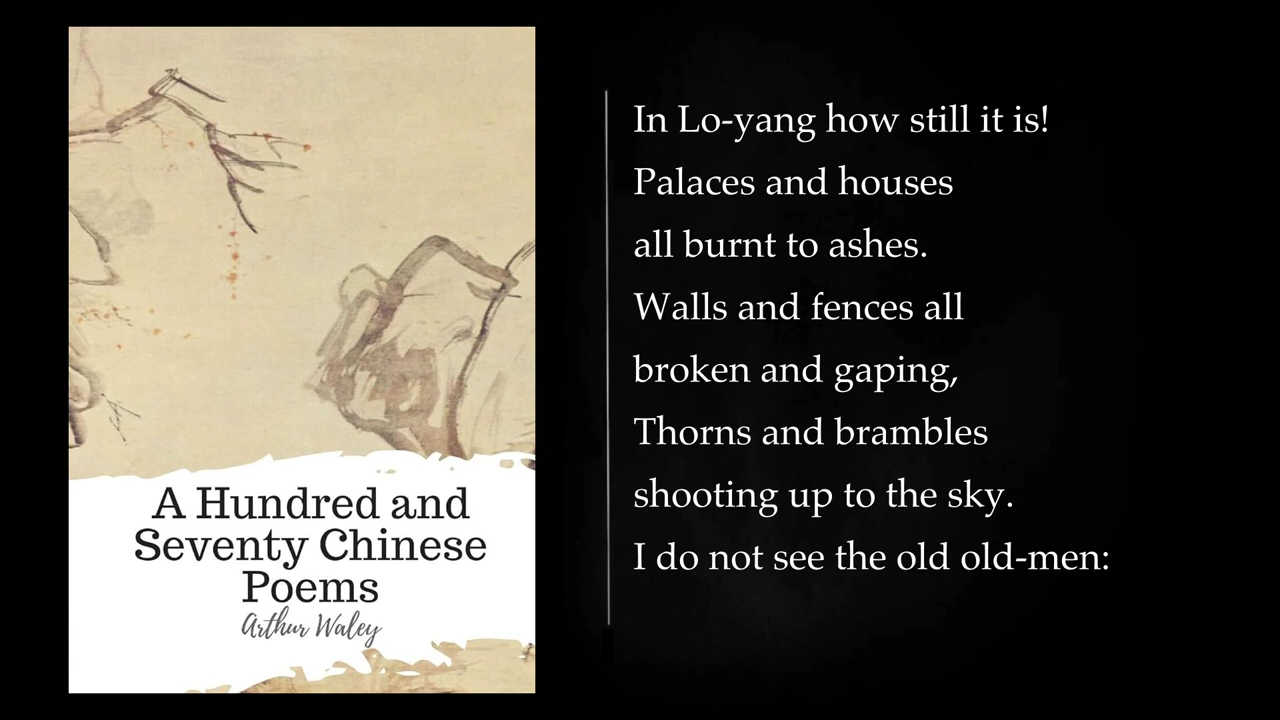 A Hundred and
Seventy Chinese
Poems
Arthur Waley
In Lo-yang how still it is!
Palaces and houses
all burnt to ashes.
Walls and fences all
broken and gaping,
Thorns and brambles
shooting up to the sky.
I do not see the old old-men: